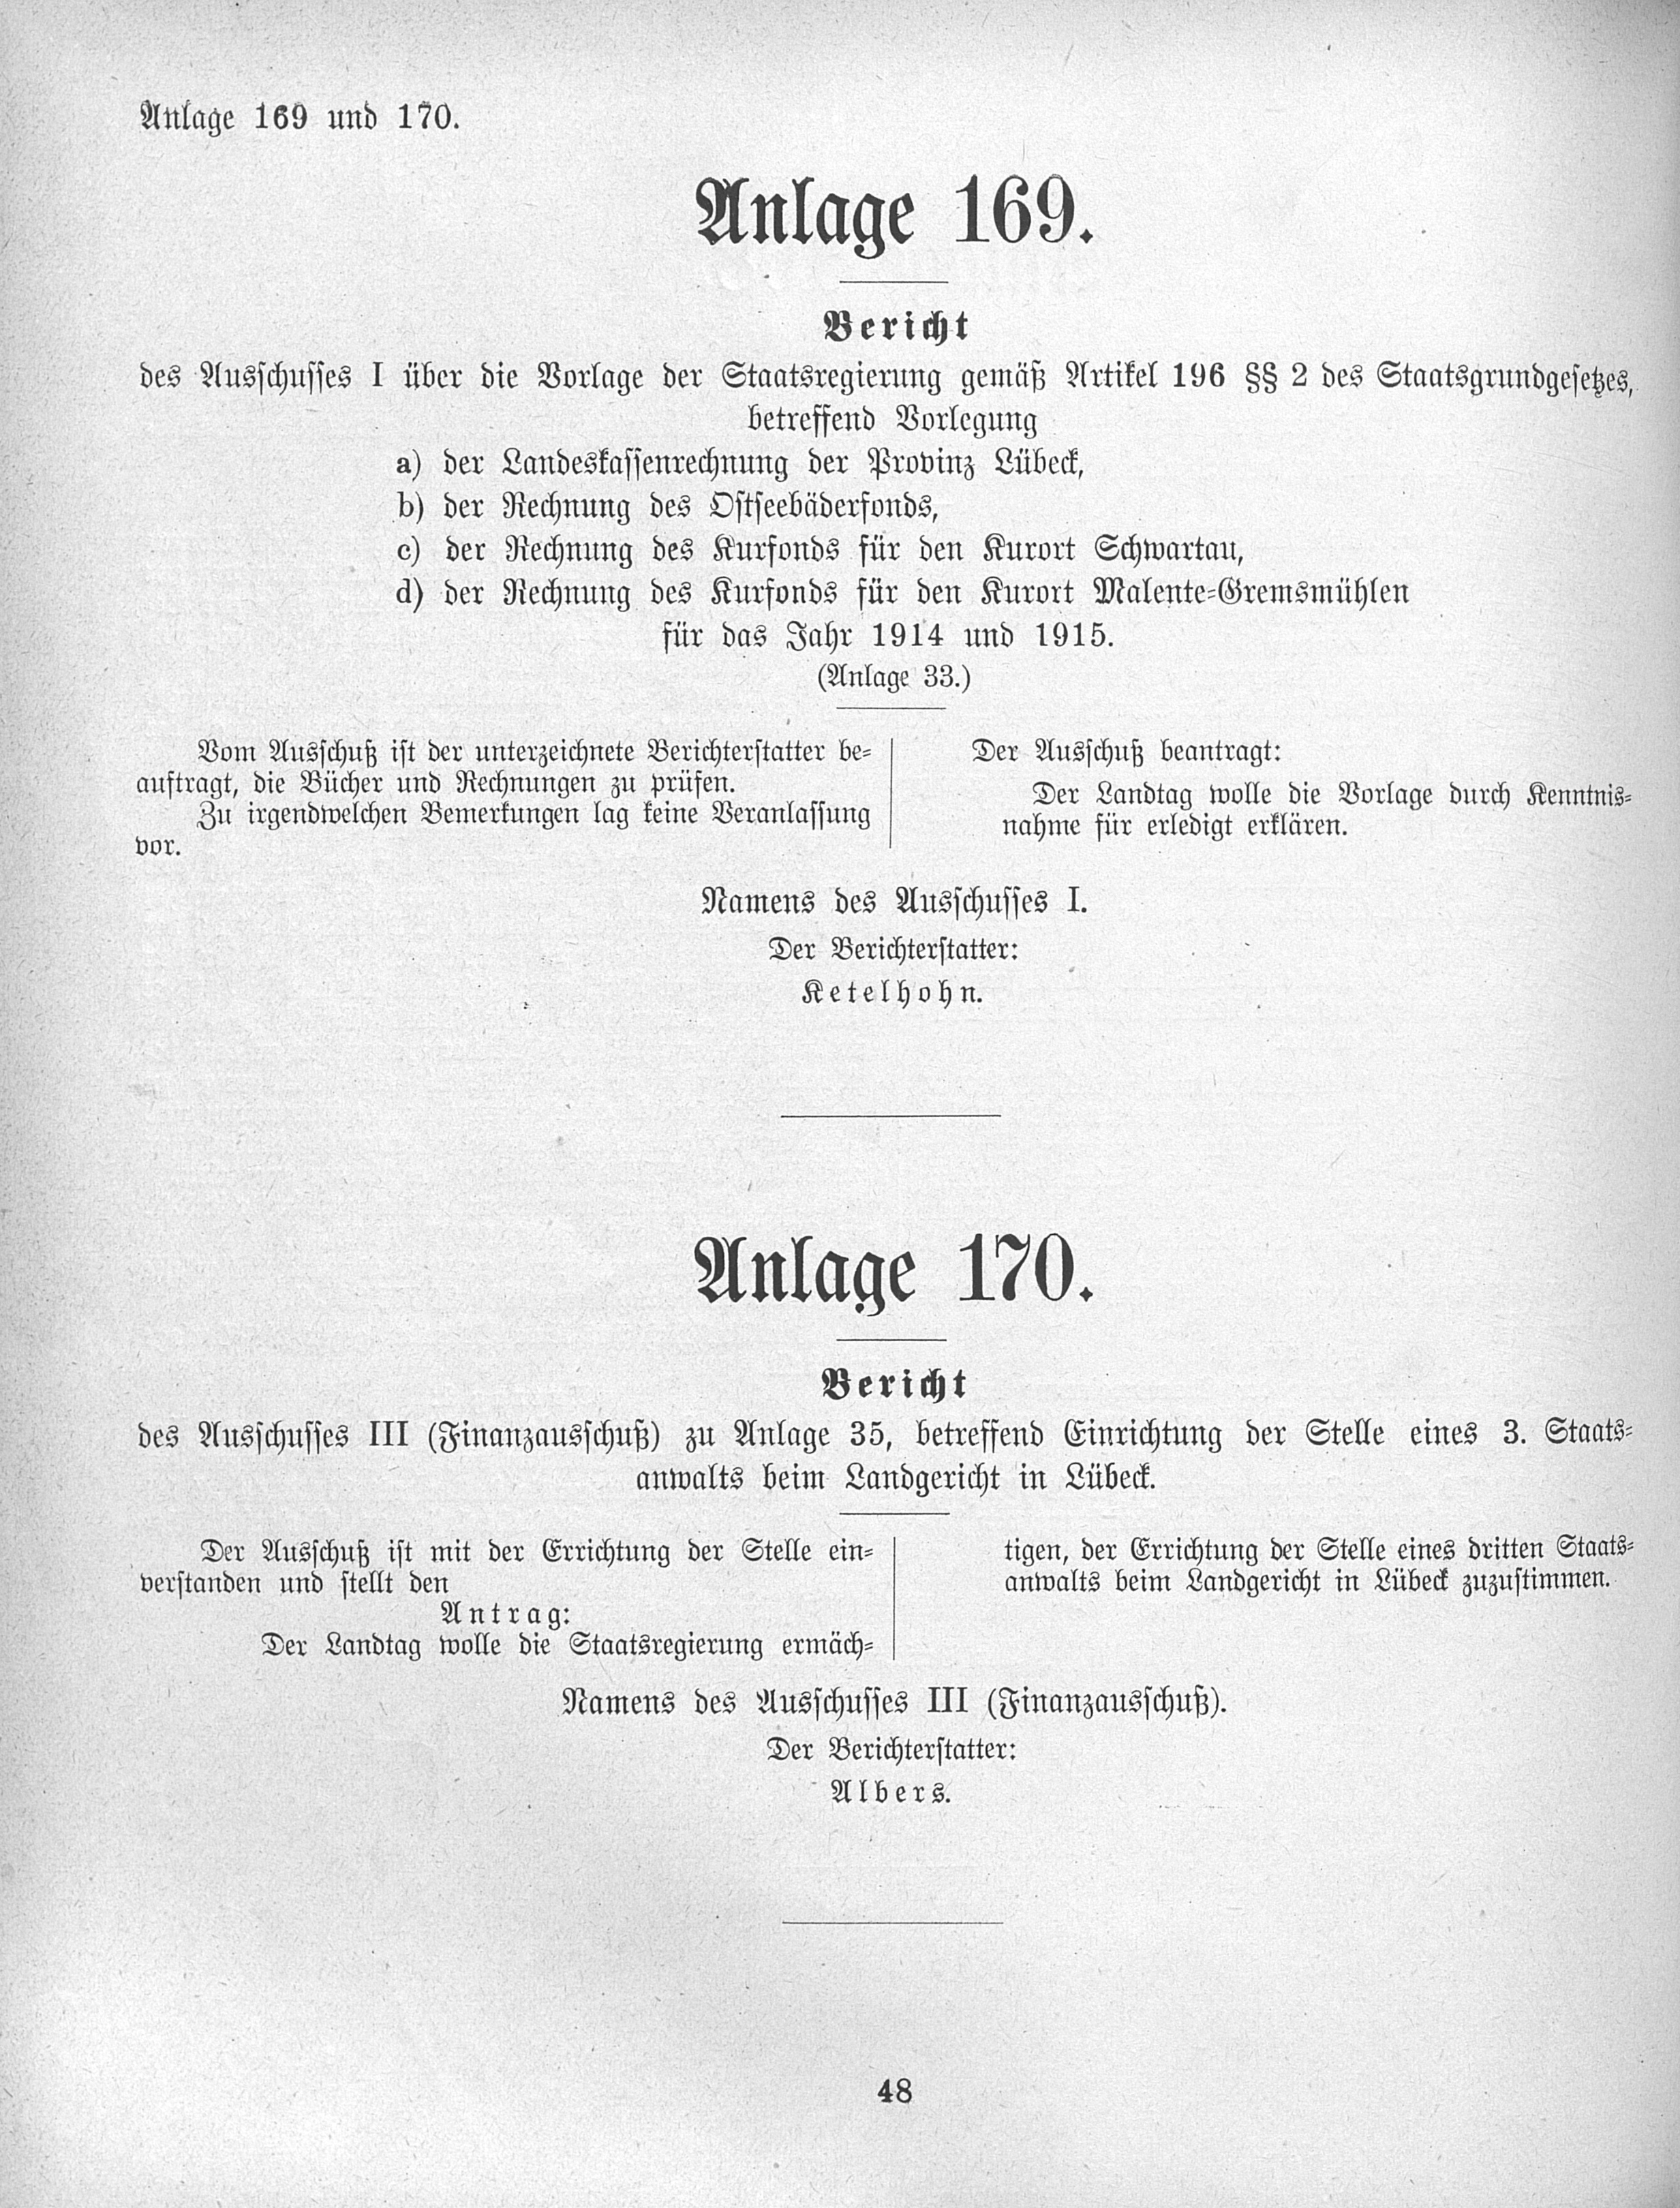 Anlage 169 und 170.
Anlage 169.
Bericht
des Ausschusses I über die Vorlage der Staatsregierung gemäß Artikel 196 §§ 2 des Staatsgrundgesetzes,
betreffend Vorlegung
a) der Landeskassenrechnung der Provinz Lübeck,
b) der Rechnung des Ostseebäderfonds,
c) der Rechnung des Kurfonds für den Kurort Schwartau,
d) der Rechnung des Kurfonds für den Kurort Malente-Gremsmühlen
für das Jahr 1914 und 1915.
(Anlage 33.)
Vom Ausschuß ist der unterzeichnete Berichterstatter be-
auftragt, die Bücher und Rechnungen zu prüfen.
Zu irgendwelchen Bemerkungen lag keine Veranlassung
vor.
Der Ausschuß beantragt:
Der Landtag wolle die Vorlage durch Kenntnis-
nahme für erledigt erklären.
Namens des Ausschusses I.
Der Berichterstatter:
Ketelhohn.
Anlage 170.
Bericht
des Ausschusses III (Finanzausschuß) zu Anlage 35, betreffend Einrichtung der Stelle eines 3. Staats-
anwalts beim Landgericht in Lübeck.
Der Ausschuß ist mit der Errichtung der Stelle ein-
verstanden und stellt den
Antrag:
Der Landtag wolle die Staatsregierung ermäch-
tigen, der Errichtung der Stelle eines dritten Staats-
anwalts beim Landgericht in Lübeck zuzustimmen.
Namens des Ausschusses III (Finanzausschuß).
Der Berichterstatter:
Albers.
48